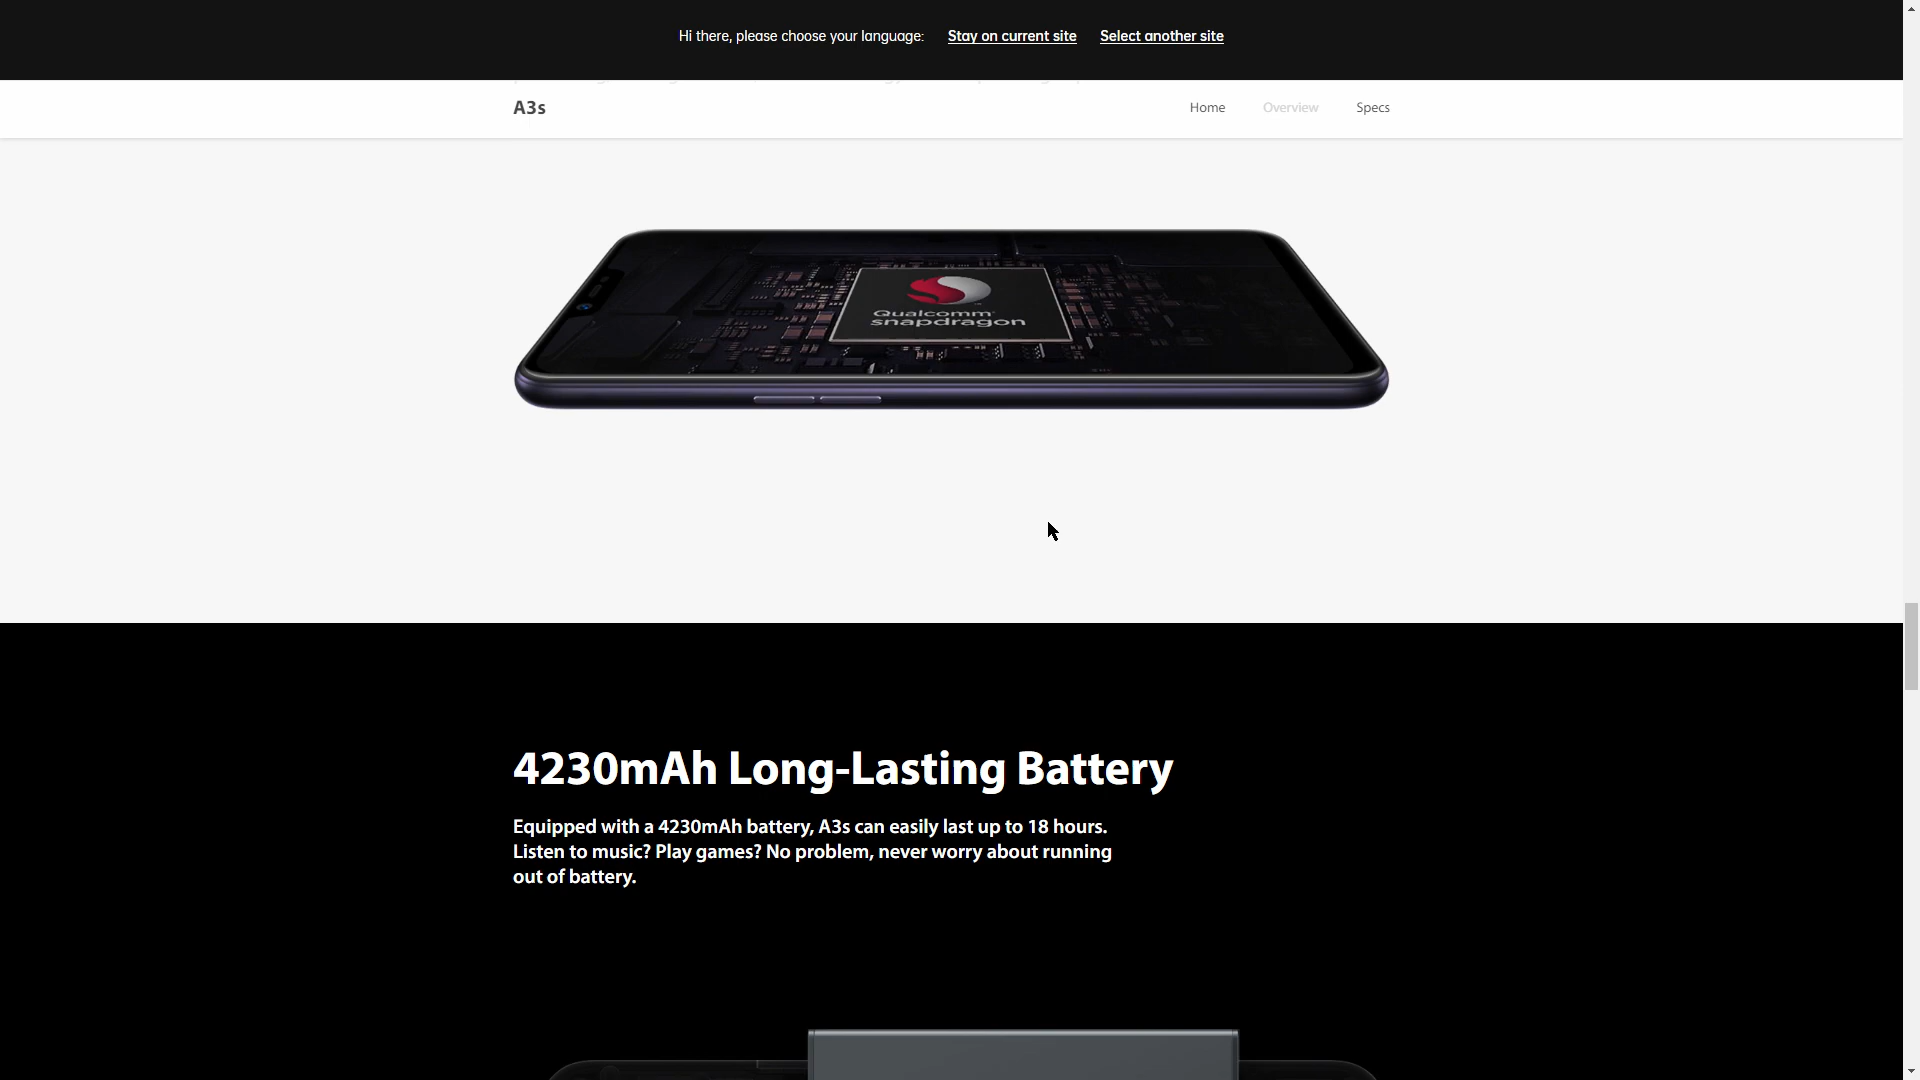 Hi there, please choose your language: Stay on current site Select another site
A3s Home Overview Specs
Qualcomm
snapdragon
4230mAh Long-Lasting Battery
Equipped with a 4230mAh battery, A3s can easily last up to 18 hours.
Listen to music? Play games? No problem, never worry about running
out of battery.